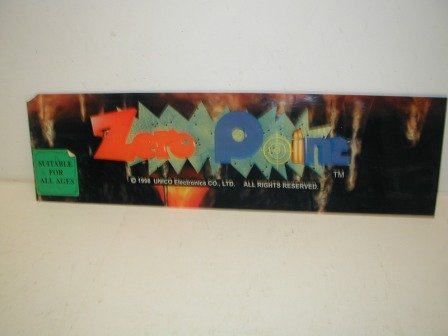 Zero Point
TM
SUITABLE
FOR
ALL AGES
© 1998 UNICO Electronics CO., LTD. ALL RIGHTS RESERVED.